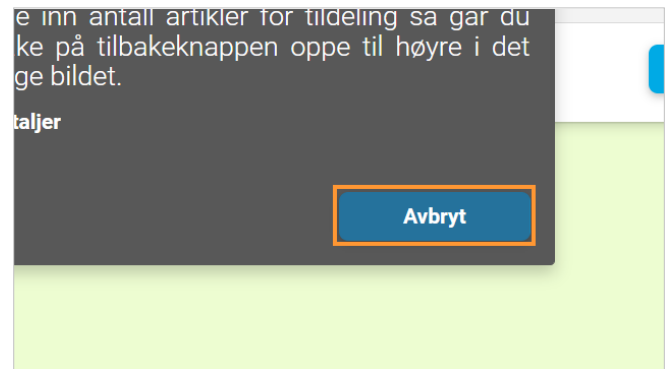 e inn antall artikler for tildeling så går du
ke på tilbakeknappen oppe til høyre i det
ge bildet.
taljer
Avbryt